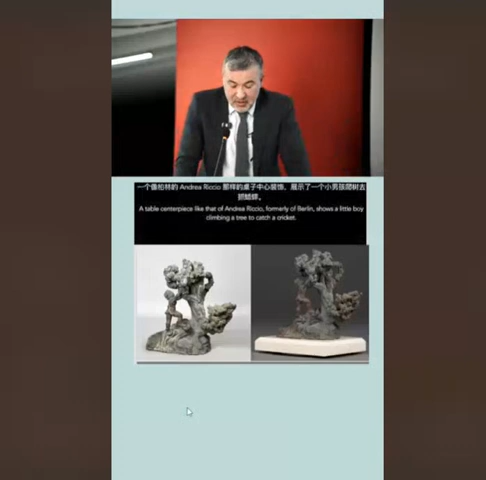 一个像柏林的 Andrea Riccio 那样的桌子中心装饰，展示了一个小男孩爬树去
抓蟋蟀。
A table centerpiece like that of Andrea Riccio, formerly of Berlin, shows a little boy
climbing a tree to catch a cricket.